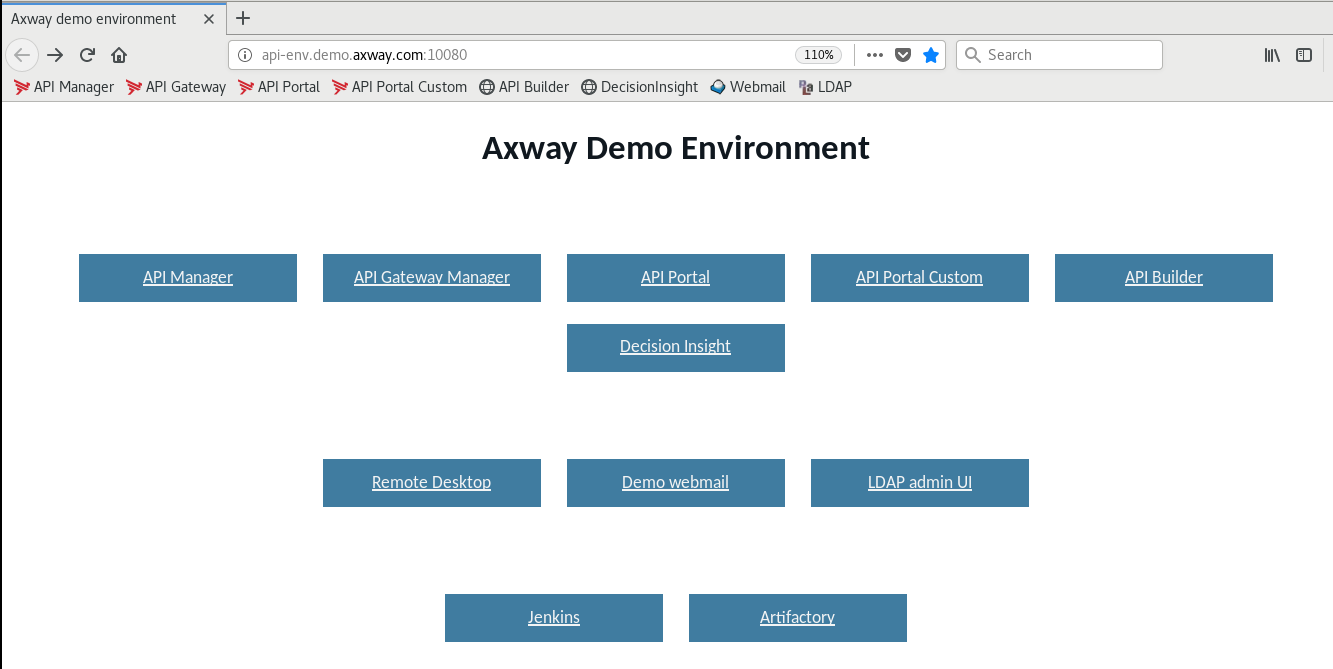 Axway demo environment
api-env.demo.axway.com:10080 110% Search
API Manager API Gateway API Portal API Portal Custom API Builder DecisionInsight Webmail LDAP
Axway Demo Environment
API Manager API Gateway Manager API Portal API Portal Custom API Builder
Decision Insight
Remote Desktop Demo webmail LDAP admin UI
Jenkins Artifactory